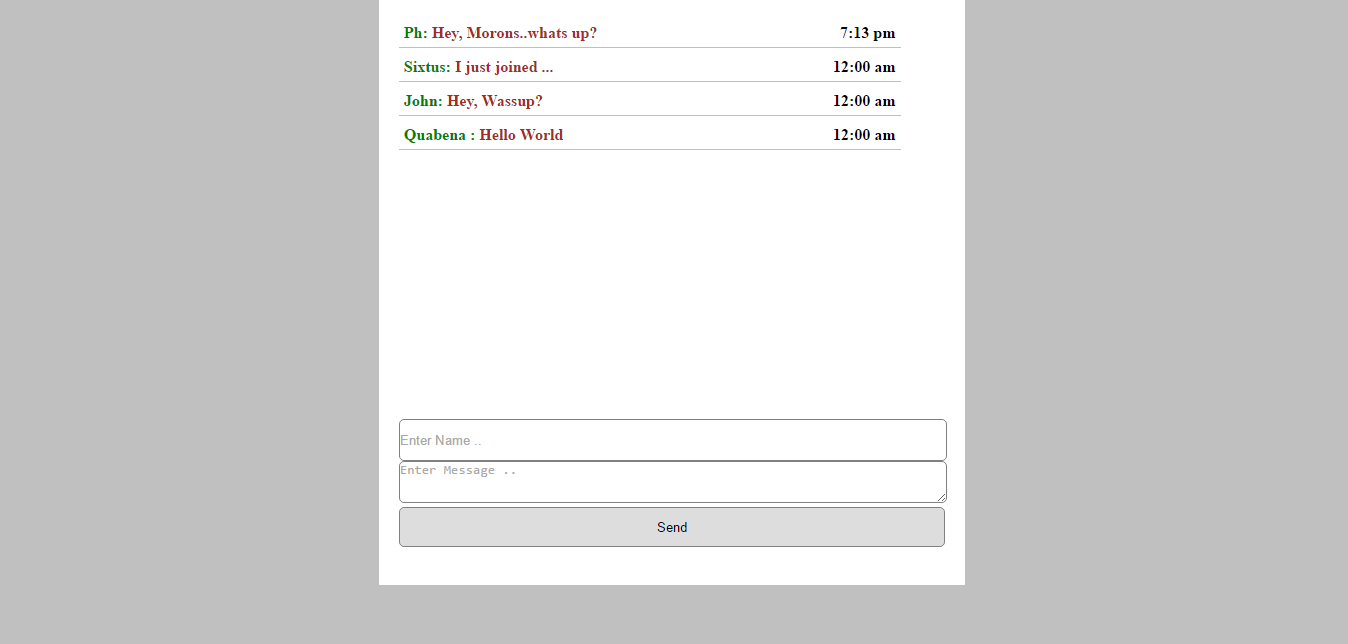 Ph: Hey, Morons..whats up? 7:13 pm
Sixtus: I just joined ... 12:00 am
John: Hey, Wassup? 12:00 am
Quabena : Hello World 12:00 am
Enter Name ..
Enter Message ..
Send